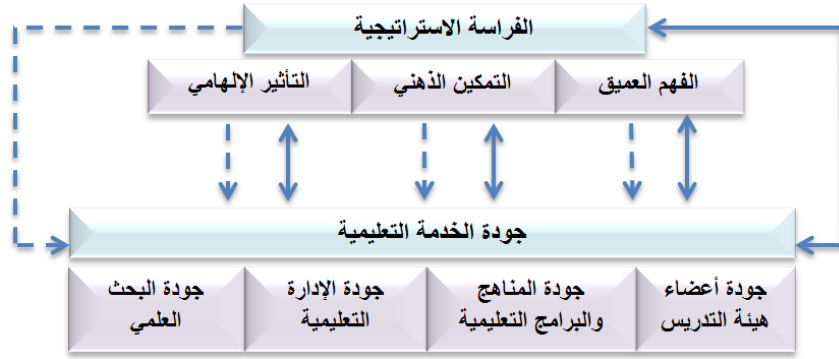 الفراسة الاستراتيجية
الفهم العميق
التمكين الذهني
التأثير الإلهامي
جودة الخدمة التعليمية
جودة أعضاء
هيئة التدريس
جودة المناهج
والبرامج التعليمية
جودة الإدارة
التعليمية
جودة البحث
العلمي